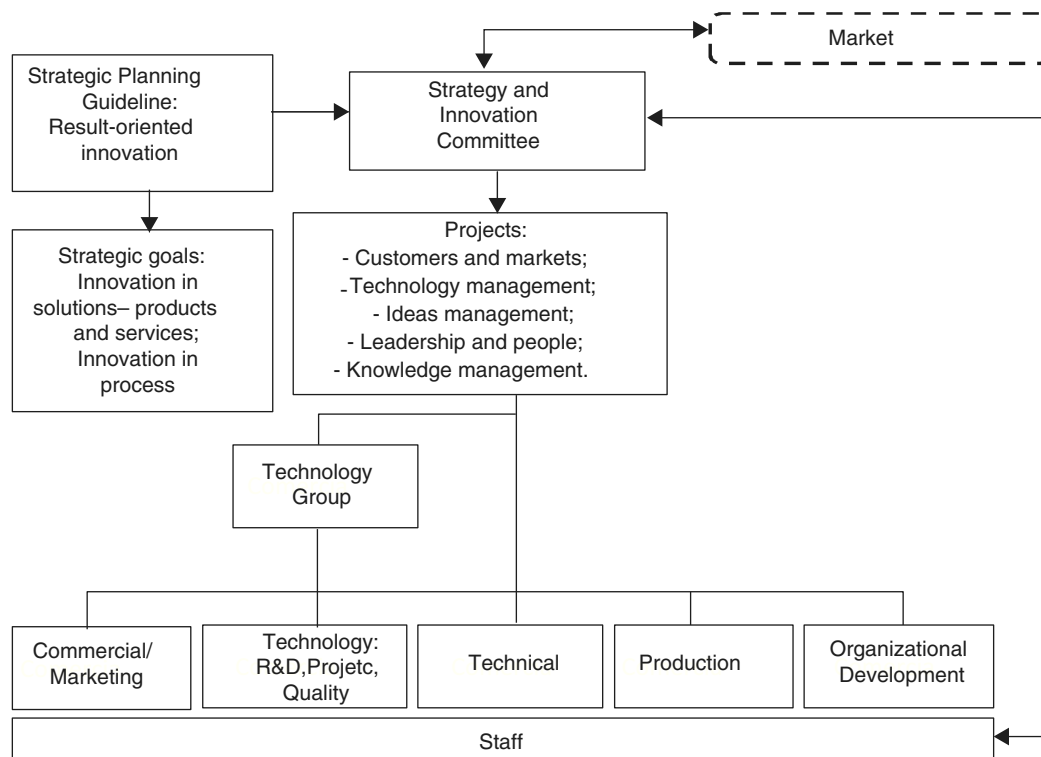 Market
Strategic Planning
Guideline:
Result-oriented
innovation
Strategy and
Innovation
Committee
Strategic goals:
Innovation in
solutions– products
and services;
Innovation in
process
Projects:
- Customers and markets;
-Technology management;
- Ideas management;
- Leadership and people;
- Knowledge management.
Technology
Group
Commercial/
Marketing
Technology:
R&D,Projetc,
Quality
Technical
Production
Organizational
Development
Staff